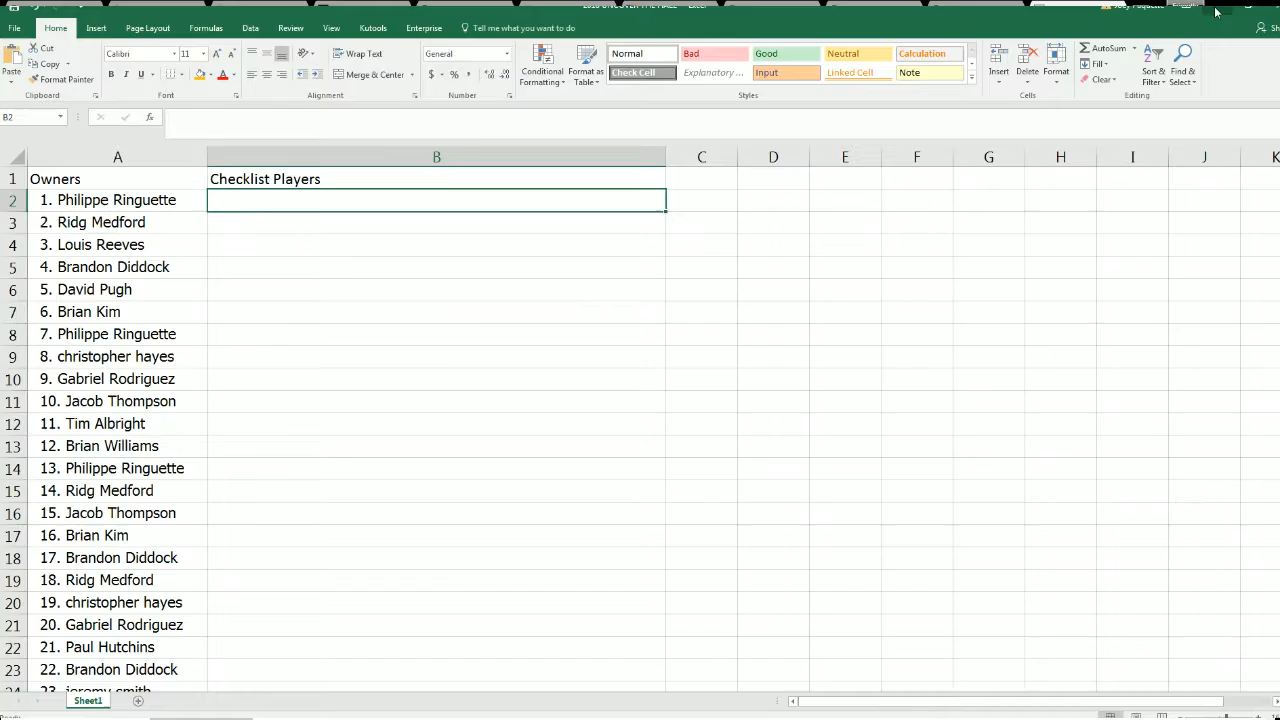 File Home Insert Page Layout Formulas Data Review View Kutools Enterprise Tell me what you want to do
Cut Calibri 11 Wrap Text General Normal Bad Good Neutral Calculation AutoSum
Copy Fill
Paste Format Painter B I U Merge & Center $ % Conditional Formatting Format as Table Check Cell Explanatory ... Input Linked Cell Note Insert Delete Format Clear Sort & Filter Find & Select
Clipboard Font Alignment Number Styles Cells Editing
B2 fx
A B C D E F G H I J K
1 Owners Checklist Players
2 1. Philippe Ringuette
3 2. Ridg Medford
4 3. Louis Reeves
5 4. Brandon Diddock
6 5. David Pugh
7 6. Brian Kim
8 7. Philippe Ringuette
9 8. christopher hayes
10 9. Gabriel Rodriguez
11 10. Jacob Thompson
12 11. Tim Albright
13 12. Brian Williams
14 13. Philippe Ringuette
15 14. Ridg Medford
16 15. Jacob Thompson
17 16. Brian Kim
18 17. Brandon Diddock
19 18. Ridg Medford
20 19. christopher hayes
21 20. Gabriel Rodriguez
22 21. Paul Hutchins
23 22. Brandon Diddock
24 23. jeremy smith
Sheet1